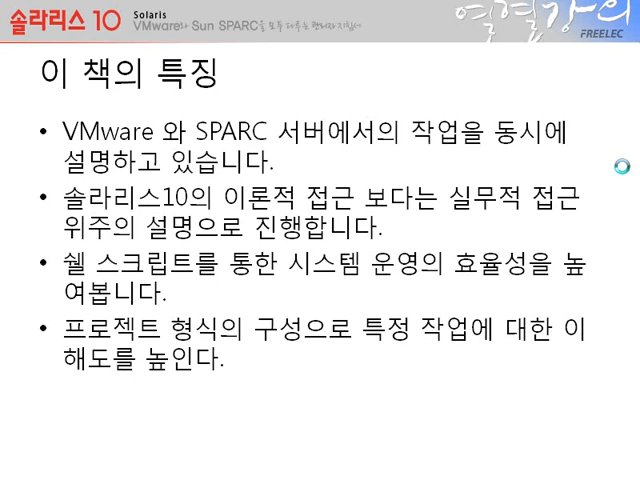 솔라리스 10
Solaris
VMware와 Sun SPARC을 모두 다루는 관리자 지침서
열혈강의
FREELEC
이 책의 특징
• VMware 와 SPARC 서버에서의 작업을 동시에
설명하고 있습니다.
• 솔라리스10의 이론적 접근 보다는 실무적 접근
위주의 설명으로 진행합니다.
• 쉘 스크립트를 통한 시스템 운영의 효율성을 높
여봅니다.
• 프로젝트 형식의 구성으로 특정 작업에 대한 이
해도를 높인다.